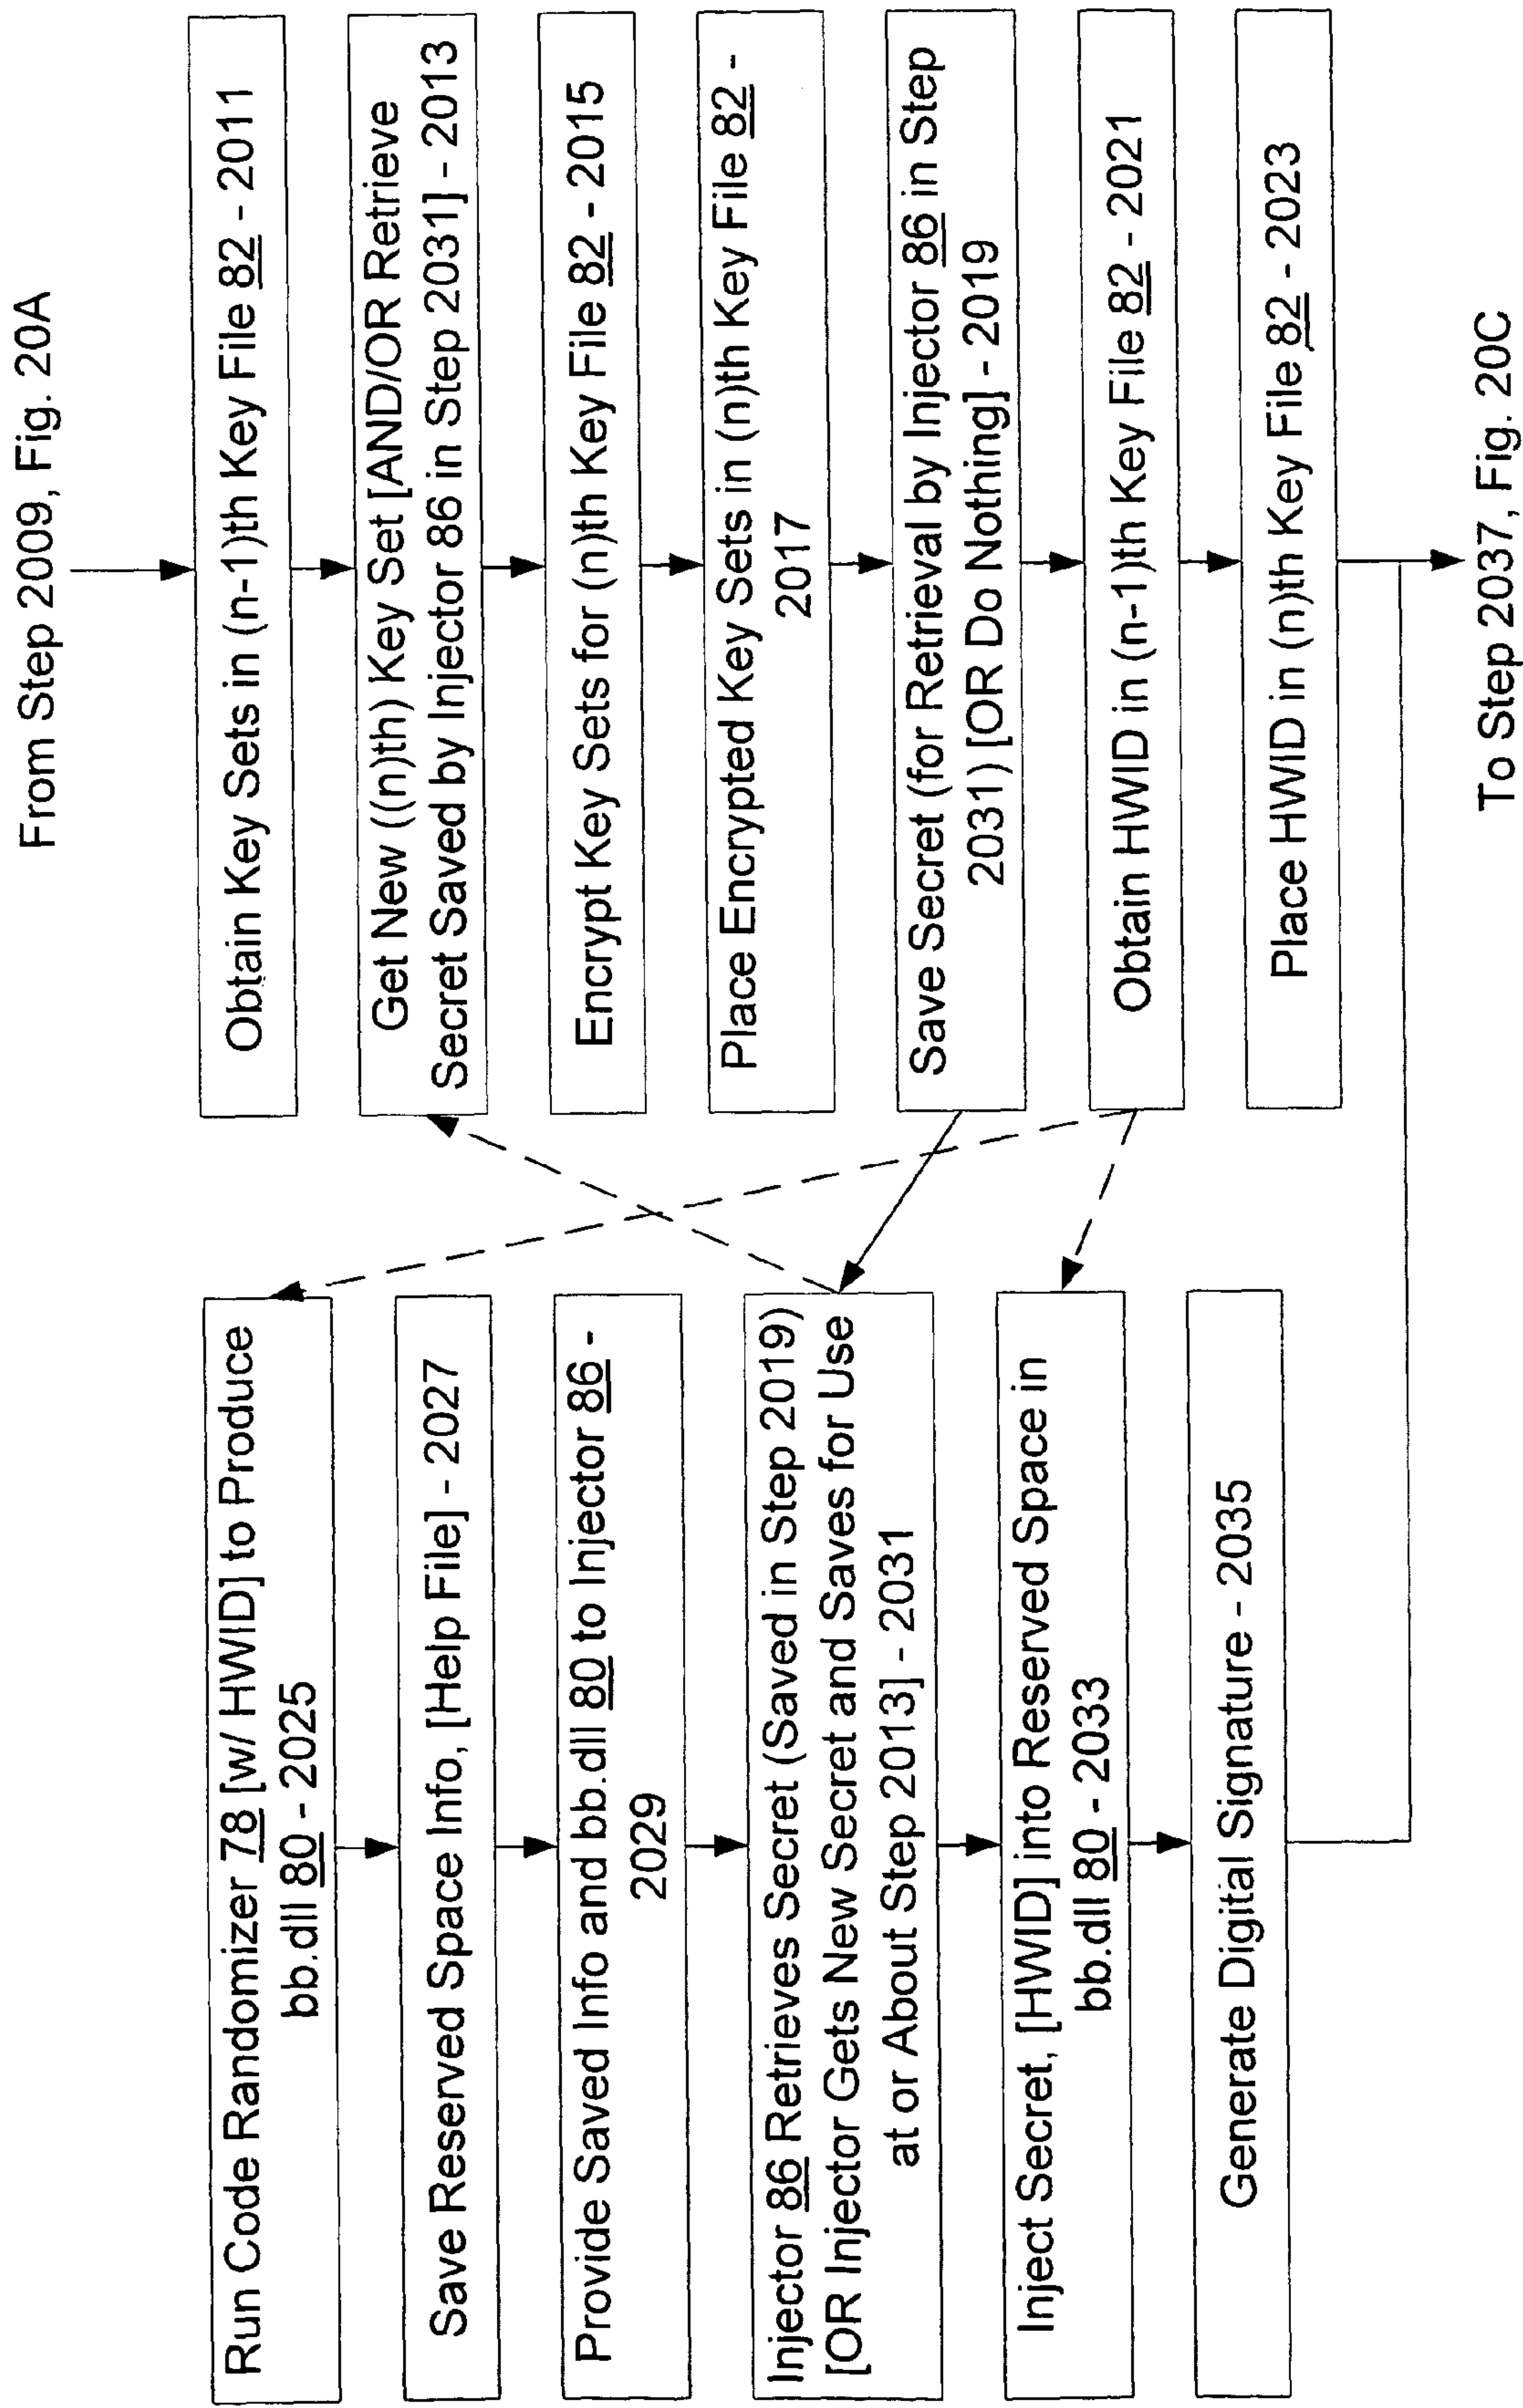 From Step 2009, Fig. 20A
Obtain Key Sets in (n-1)th Key File 82 - 2011
Get New ((n)th) Key Set [AND/OR Retrieve
Secret Saved by Injector 86 in Step 2031] - 2013
Encrypt Key Sets for (n)th Key File 82 - 2015
Place Encrypted Key Sets in (n)th Key File 82 -
2017
Save Secret (for Retrieval by Injector 86 in Step
2031) [OR Do Nothing] - 2019
Obtain HWID in (n-1)th Key File 82 - 2021
Place HWID in (n)th Key File 82 - 2023
Run Code Randomizer 78 [w/ HWID] to Produce
bb.dll 80 - 2025
Save Reserved Space Info, [Help File] - 2027
Provide Saved Info and bb.dll 80 to Injector 86 -
2029
Injector 86 Retrieves Secret (Saved in Step 2019)
[OR Injector Gets New Secret and Saves for Use
at or About Step 2013] - 2031
Inject Secret, [HWID] into Reserved Space in
bb.dll 80 - 2033
Generate Digital Signature - 2035
To Step 2037, Fig. 20C